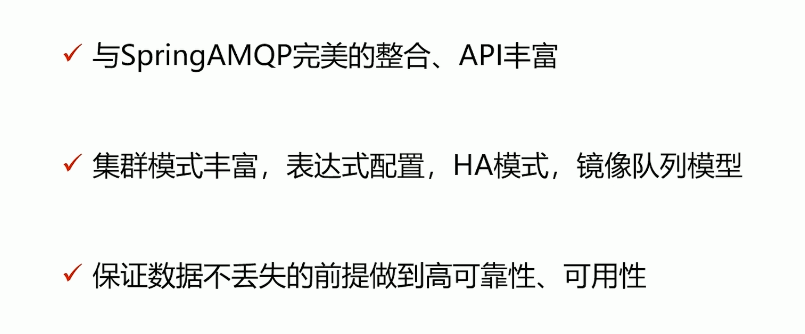 ✓ 与SpringAMQP完美的整合、API丰富
✓ 集群模式丰富，表达式配置，HA模式，镜像队列模型
✓ 保证数据不丢失的前提做到高可靠性、可用性